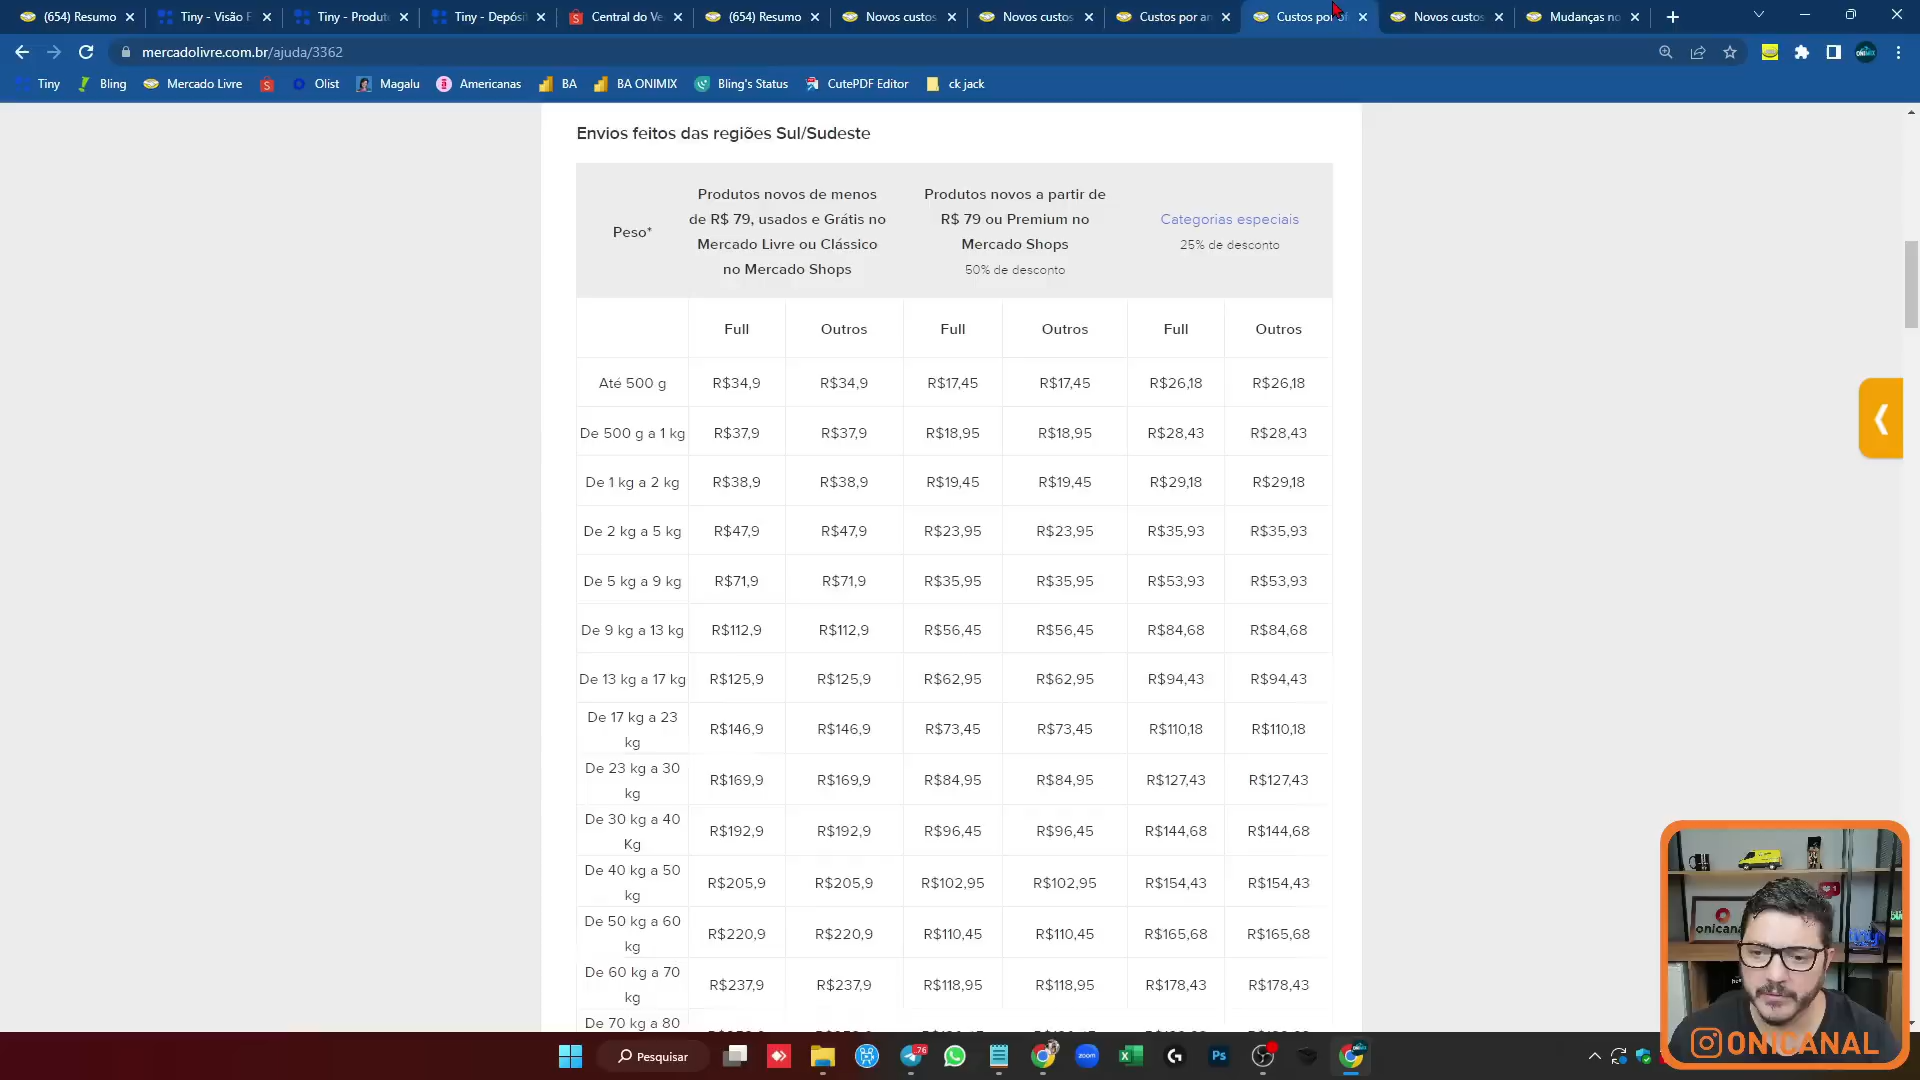 (654) Resumo
Tiny - Visão
Tiny - Produt
Tiny - Depósi
Central do Ve
(654) Resumo
Novos custos
Novos custos
Custos por an
Custos por
Novos custos
Mudanças no
mercadolivre.com.br/ajuda/3362
Tiny Bling Mercado Livre Olist Magalu Americanas BA BA ONIMIX Bling's Status CutePDF Editor ck jack
Envios feitos das regiões Sul/Sudeste
Peso*
Produtos novos de menos
de R$ 79, usados e Grátis no
Mercado Livre ou Clássico
no Mercado Shops
Produtos novos a partir de
R$ 79 ou Premium no
Mercado Shops
50% de desconto
Categorias especiais
25% de desconto
Full Outros Full Outros Full Outros
Até 500 g R$34,9 R$34,9 R$17,45 R$17,45 R$26,18 R$26,18
De 500 g a 1 kg R$37,9 R$37,9 R$18,95 R$18,95 R$28,43 R$28,43
De 1 kg a 2 kg R$38,9 R$38,9 R$19,45 R$19,45 R$29,18 R$29,18
De 2 kg a 5 kg R$47,9 R$47,9 R$23,95 R$23,95 R$35,93 R$35,93
De 5 kg a 9 kg R$71,9 R$71,9 R$35,95 R$35,95 R$53,93 R$53,93
De 9 kg a 13 kg R$112,9 R$112,9 R$56,45 R$56,45 R$84,68 R$84,68
De 13 kg a 17 kg R$125,9 R$125,9 R$62,95 R$62,95 R$94,43 R$94,43
De 17 kg a 23
kg
R$146,9 R$146,9 R$73,45 R$73,45 R$110,18 R$110,18
De 23 kg a 30
kg
R$169,9 R$169,9 R$84,95 R$84,95 R$127,43 R$127,43
De 30 kg a 40
Kg
R$192,9 R$192,9 R$96,45 R$96,45 R$144,68 R$144,68
De 40 kg a 50
kg
R$205,9 R$205,9 R$102,95 R$102,95 R$154,43 R$154,43
De 50 kg a 60
kg
R$220,9 R$220,9 R$110,45 R$110,45 R$165,68 R$165,68
De 60 kg a 70
kg
R$237,9 R$237,9 R$118,95 R$118,95 R$178,43 R$178,43
De 70 kg a 80
onicana
ONICANAL
Pesquisar
76
zoom
Ps